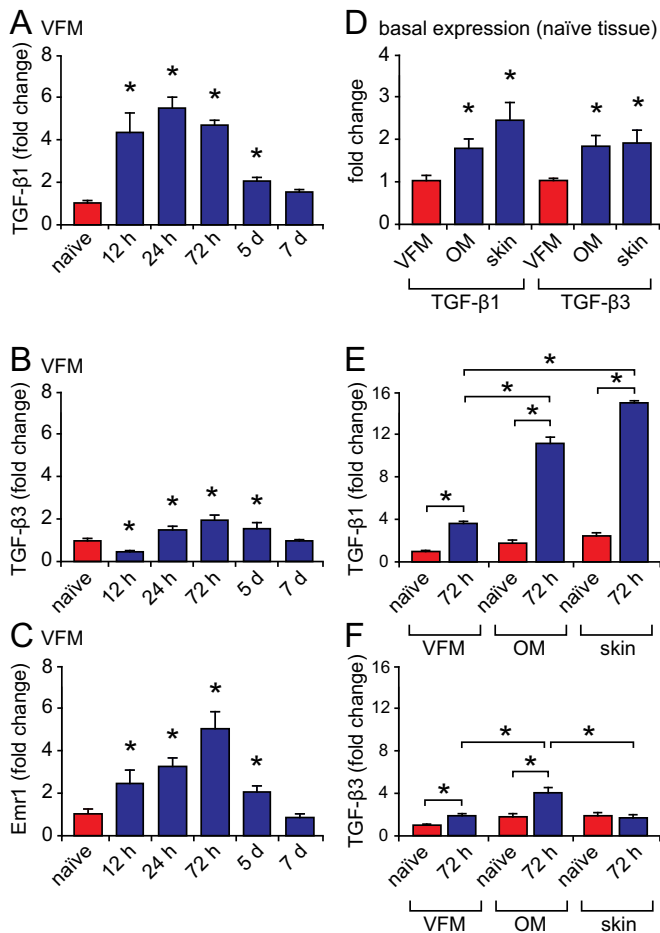 A VFM
TGF-β1 (fold change)
8
6
4
2
0
* * * *
naïve 12 h 24 h 72 h 5 d 7 d
B VFM
TGF-β3 (fold change)
8
6
4
2
0
* * * *
naïve 12 h 24 h 72 h 5 d 7 d
C VFM
Emr1 (fold change)
8
6
4
2
0
* * * *
naïve 12 h 24 h 72 h 5 d 7 d
D basal expression (naïve tissue)
fold change
4
3
2
1
0
* * * *
VFM OM skin VFM OM skin
TGF-β1 TGF-β3
E
TGF-β1 (fold change)
16
12
8
4
0
*
* *
* *
naïve 72 h naïve 72 h naïve 72 h
VFM OM skin
F
TGF-β3 (fold change)
16
12
8
4
0
* *
* *
naïve 72 h naïve 72 h naïve 72 h
VFM OM skin